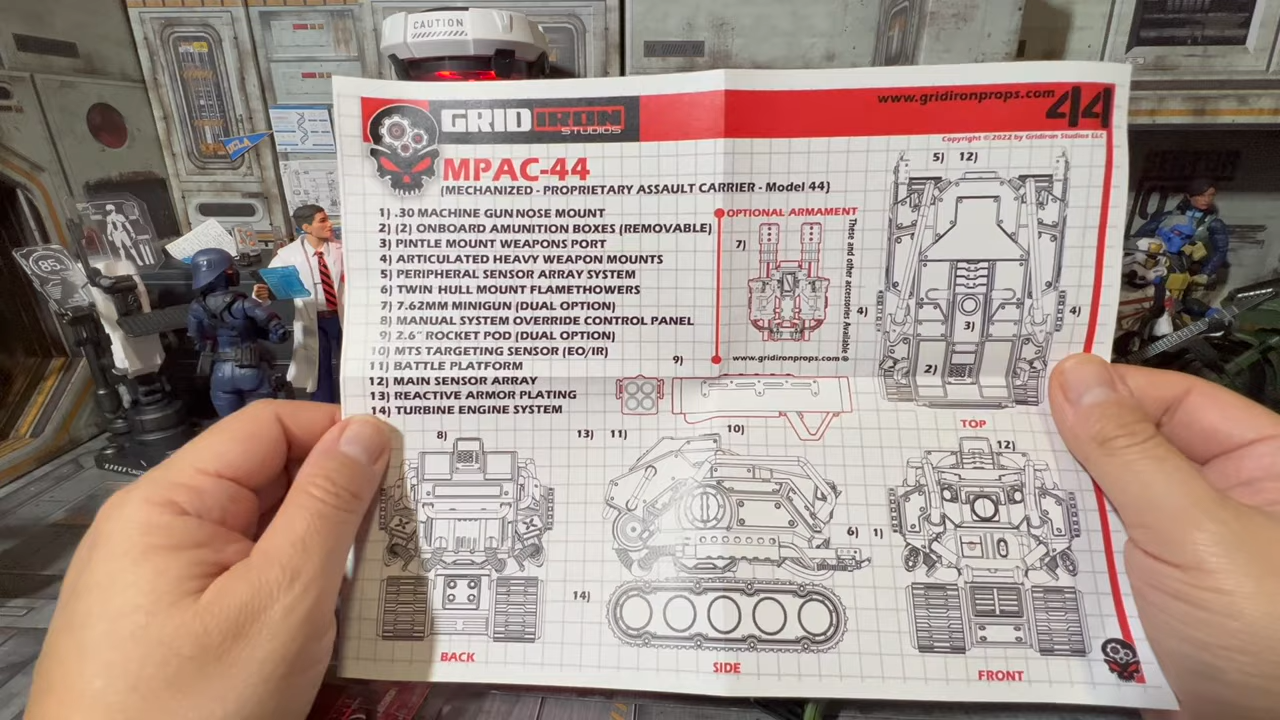 CAUTION
UCLA
85
GRIDIRON
STUDIOS
www.gridironprops.com 44
Copyright © 2022 by Gridiron Studios LLC
MPAC-44
(MECHANIZED - PROPRIETARY ASSAULT CARRIER - Model 44)
1) .30 MACHINE GUN NOSE MOUNT
2) (2) ONBOARD AMUNITION BOXES (REMOVABLE)
3) PINTLE MOUNT WEAPONS PORT
4) ARTICULATED HEAVY WEAPON MOUNTS
5) PERIPHERAL SENSOR ARRAY SYSTEM
6) TWIN HULL MOUNT FLAMETHOWERS
7) 7.62MM MINIGUN (DUAL OPTION)
8) MANUAL SYSTEM OVERRIDE CONTROL PANEL
9) 2.6" ROCKET POD (DUAL OPTION)
10) MTS TARGETING SENSOR (EO/IR)
11) BATTLE PLATFORM
12) MAIN SENSOR ARRAY
13) REACTIVE ARMOR PLATING
14) TURBINE ENGINE SYSTEM
OPTIONAL ARMAMENT
7)
These and other accessories Available @
www.gridironprops.com
9)
5) 12)
4)
4)
3)
2)
TOP
8)
BACK
13) 11) 10)
6)
14)
SIDE
12)
1)
FRONT
CAUTION